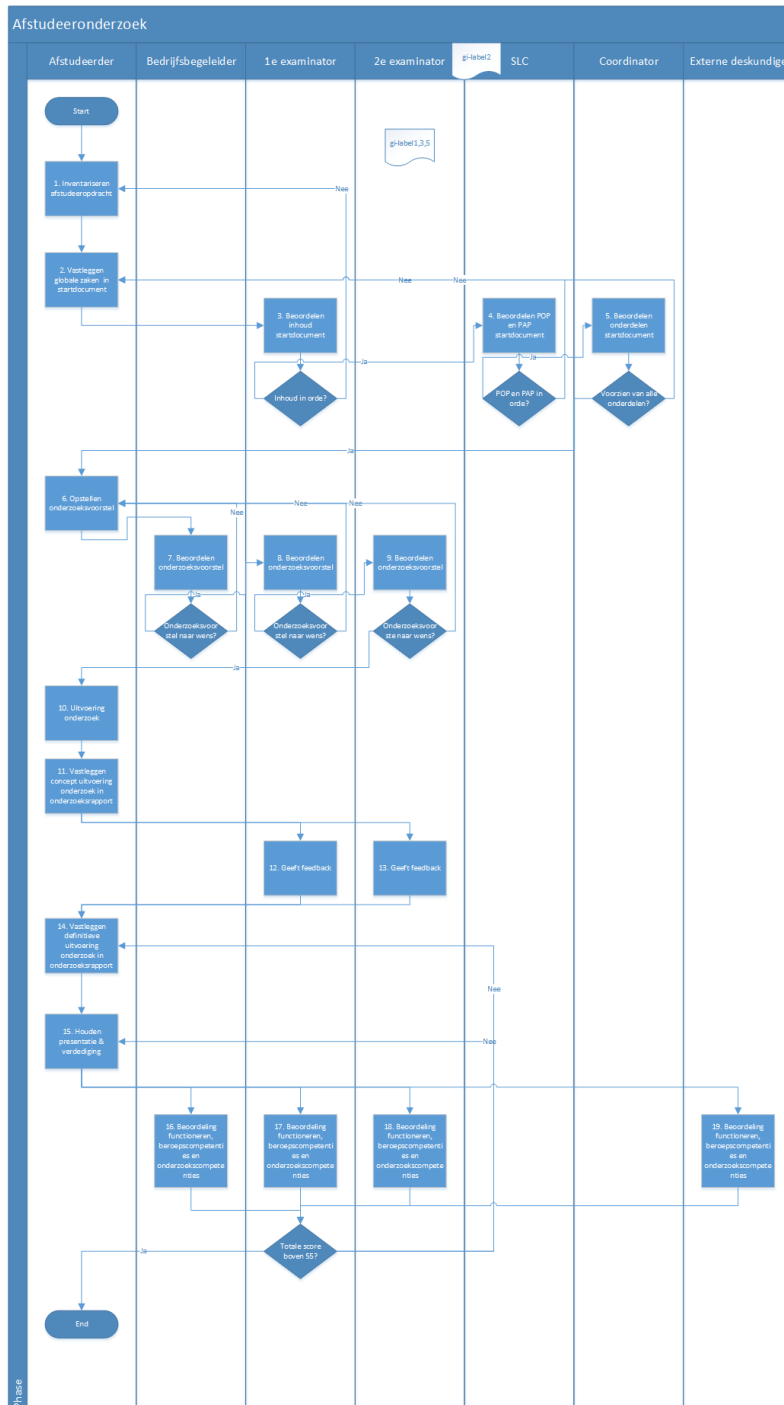 Afstudeeronderzoek
Afstudeerder
Bedrijfsbegeleider
1e examinator
2e examinator
gi-label2
SLC
Coordinator
Externe deskundige
Start
gi-label1,3,5
1. Inventariseren
afstudeeropdracht
Nee
2. Vastleggen
globale zaken in
startdocument
Nee
Nee
3. Beoordelen
inhoud
startdocument
4. Beoordelen POP
en PAP
startdocument
5. Beoordelen
onderdelen
startdocument
Ja
Ja
Inhoud in orde?
POP en PAP in
orde?
Voorzien van alle
onderdelen?
Ja
6. Opstellen
onderzoeksvoorstel
Nee
Nee
Nee
7. Beoordelen
onderzoeksvoorstel
8. Beoordelen
onderzoeksvoorstel
9. Beoordelen
onderzoeksvoorstel
Ja
Ja
Onderzoeksvoor
stel naar wens?
Onderzoeksvoor
stel naar wens?
Onderzoeksvoor
ste naar wens?
Ja
10. Uitvoering
onderzoek
11. Vastleggen
concept uitvoering
onderzoek in
onderzoeksrapport
12. Geeft feedback
13. Geeft feedback
14. Vastleggen
definitieve
uitvoering
onderzoek in
onderzoeksrapport
Nee
15. Houden
presentatie &
verdediging
Nee
16. Beoordeling
functioneren,
beroepscompetenti
es en
onderzoekscompete
nties
17. Beoordeling
functioneren,
beroepscompetenti
es en
onderzoekscompete
nties
18. Beoordeling
functioneren,
beroepscompetenti
es en
onderzoekscompete
nties
19. Beoordeling
functioneren,
beroepscompetenti
es en
onderzoekscompete
nties
Totale score
boven 55?
Ja
End
Phase